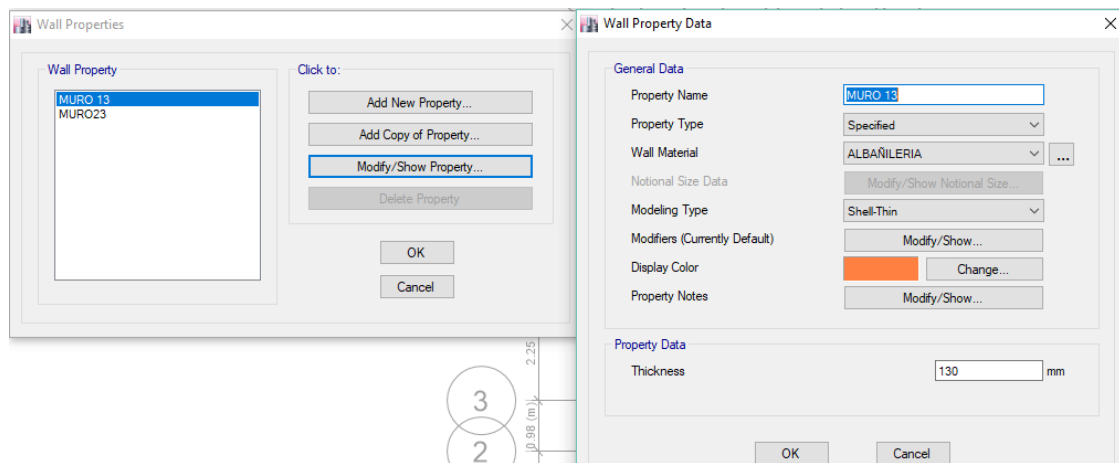 Wall Properties
Wall Property
MURO 13
MURO23
Click to:
Add New Property...
Add Copy of Property...
Modify/Show Property...
Delete Property
OK
Cancel
2.25
3
0.98 (m)
2
Wall Property Data
General Data
Property Name
MURO 13
Property Type
Specified
Wall Material
ALBAÑILERIA
...
Notional Size Data
Modify/Show Notional Size...
Modeling Type
Shell-Thin
Modifiers (Currently Default)
Modify/Show...
Display Color
Change...
Property Notes
Modify/Show...
Property Data
Thickness
130
mm
OK
Cancel